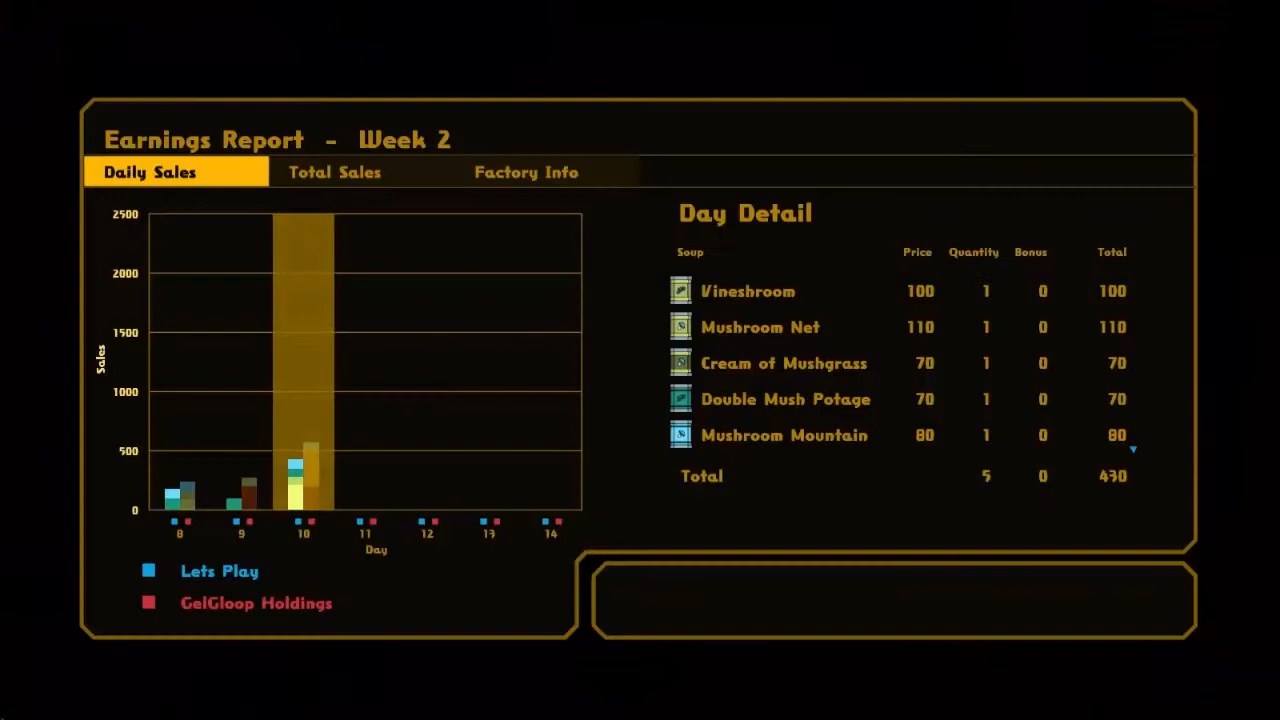 Earnings Report - Week 2
Daily Sales Total Sales Factory Info
2500
2000
1500
1000
500
0
Sales
8 9 10 11 12 13 14
Day
Lets Play
GelGloop Holdings
Day Detail
Soup Price Quantity Bonus Total
Vineshroom 100 1 0 100
Mushroom Net 110 1 0 110
Cream of Mushgrass 70 1 0 70
Double Mush Potage 70 1 0 70
Mushroom Mountain 80 1 0 80
Total 5 0 430